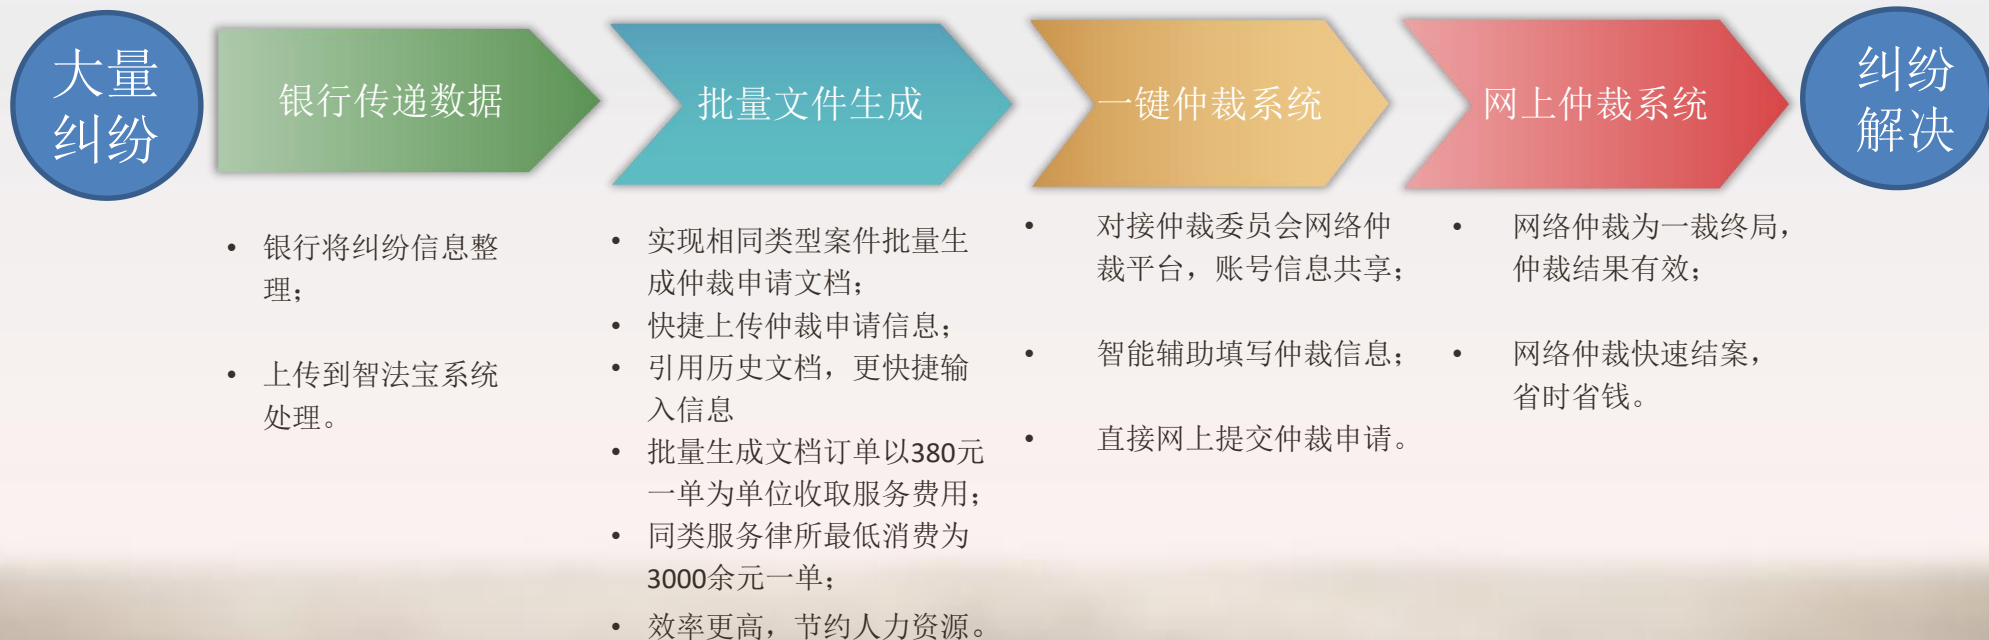 大量
纠纷
银行传递数据
批量文件生成
一键仲裁系统
网上仲裁系统
纠纷
解决
• 银行将纠纷信息整
理；
• 上传到智法宝系统
处理。
• 实现相同类型案件批量生
成仲裁申请文档；
• 快捷上传仲裁申请信息；
• 引用历史文档，更快捷输
入信息
• 批量生成文档订单以380元
一单为单位收取服务费用；
• 同类服务律所最低消费为
3000余元一单；
• 效率更高，节约人力资源。
• 对接仲裁委员会网络仲
裁平台，账号信息共享；
• 智能辅助填写仲裁信息；
• 直接网上提交仲裁申请。
• 网络仲裁为一裁终局，
仲裁结果有效；
• 网络仲裁快速结案，
省时省钱。